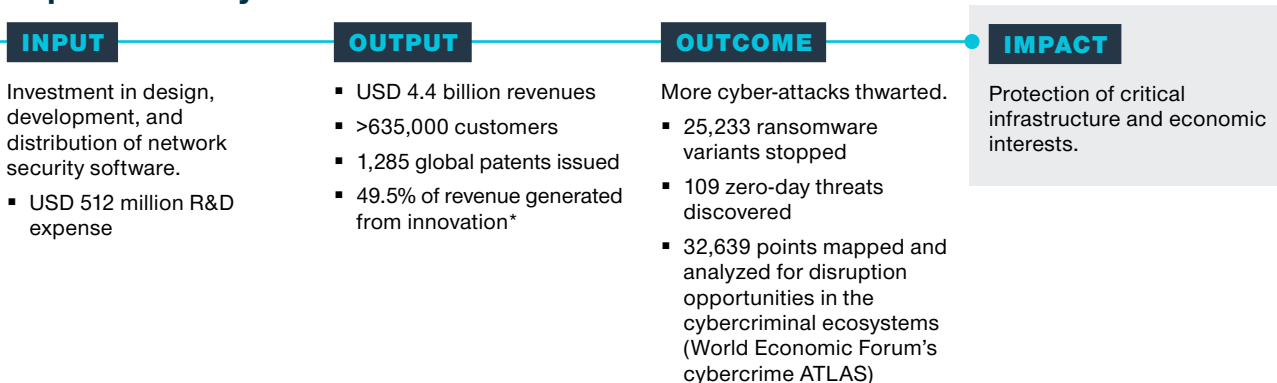 INPUT
Investment in design,
development, and
distribution of network
security software.
▪ USD 512 million R&D
expense
OUTPUT
▪ USD 4.4 billion revenues
▪ >635,000 customers
▪ 1,285 global patents issued
▪ 49.5% of revenue generated
from innovation*
OUTCOME
More cyber-attacks thwarted.
▪ 25,233 ransomware
variants stopped
▪ 109 zero-day threats
discovered
▪ 32,639 points mapped and
analyzed for disruption
opportunities in the
cybercriminal ecosystems
(World Economic Forum's
cybercrime ATLAS)
IMPACT
Protection of critical
infrastructure and economic
interests.